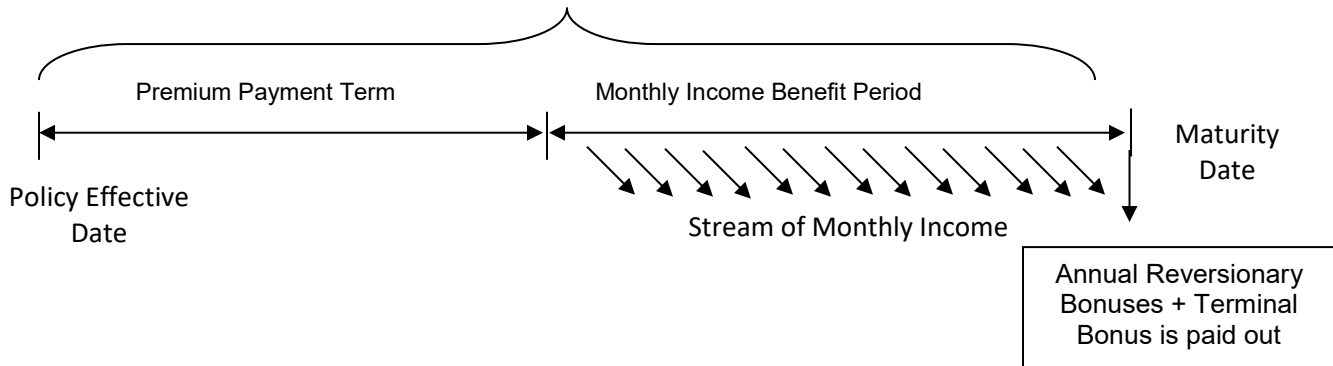 Premium Payment Term
Monthly Income Benefit Period
Policy Effective
Date
Maturity
Date
Stream of Monthly Income
Annual Reversionary
Bonuses + Terminal
Bonus is paid out